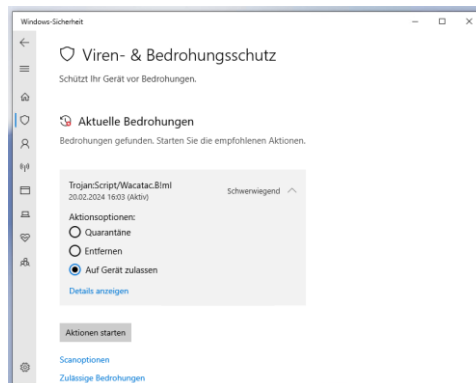 Windows-Sicherheit
Viren- & Bedrohungsschutz
Schützt Ihr Gerät vor Bedrohungen.
Aktuelle Bedrohungen
Bedrohungen gefunden. Starten Sie die empfohlenen Aktionen.
Trojan:Script/Wacatac.B!ml
20.02.2024 16:03 (Aktiv)
Schwerwiegend
Aktionsoptionen:
Quarantäne
Entfernen
Auf Gerät zulassen
Details anzeigen
Aktionen starten
Scanoptionen
Zulässige Bedrohungen